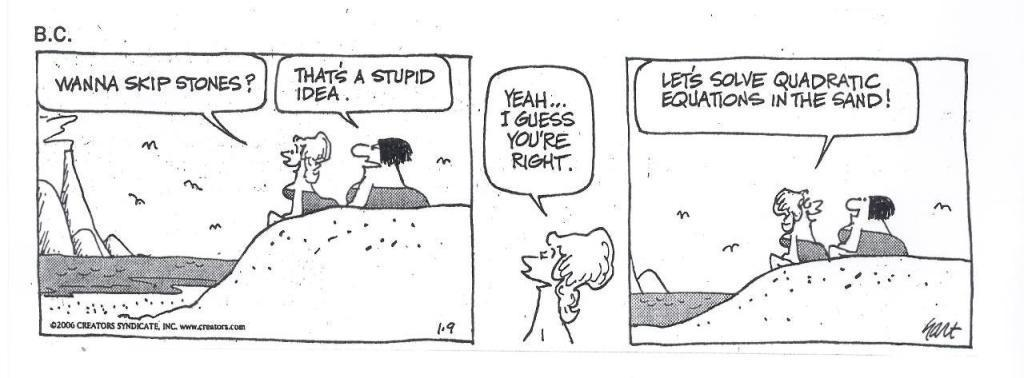 B.C.
WANNA SKIP STONES?
THAT'S A STUPID
IDEA.
©2006 CREATORS SYNDICATE, INC. www.creators.com
1.9
YEAH...
I GUESS
YOU'RE
RIGHT.
LET'S SOLVE QUADRATIC
EQUATIONS IN THE SAND!
hart